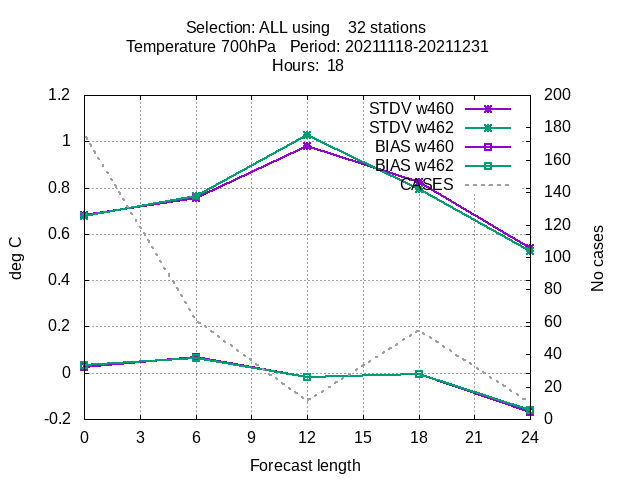 Selection: ALL using 32 stations
Temperature 700hPa Period: 20211118-20211231
Hours: 18
1.2
1
0.8
0.6
0.4
0.2
0
-0.2
200
180
160
140
120
100
80
60
40
20
0
STDV w460
STDV w462
BIAS w460
BIAS w462
CASES
deg C
No cases
0 3 6 9 12 15 18 21 24
Forecast length